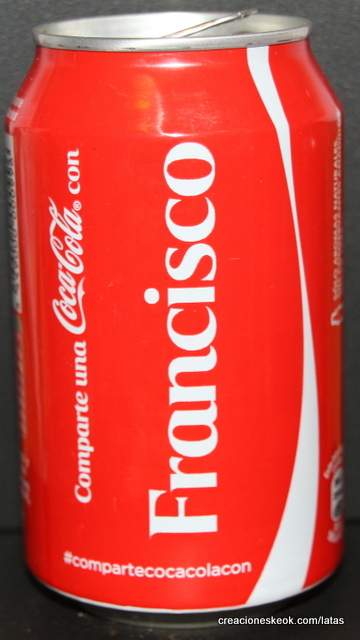 Comparte una Coca-Cola® con
Francisco
#compartecocacolacon
creacioneskeok.com/latas